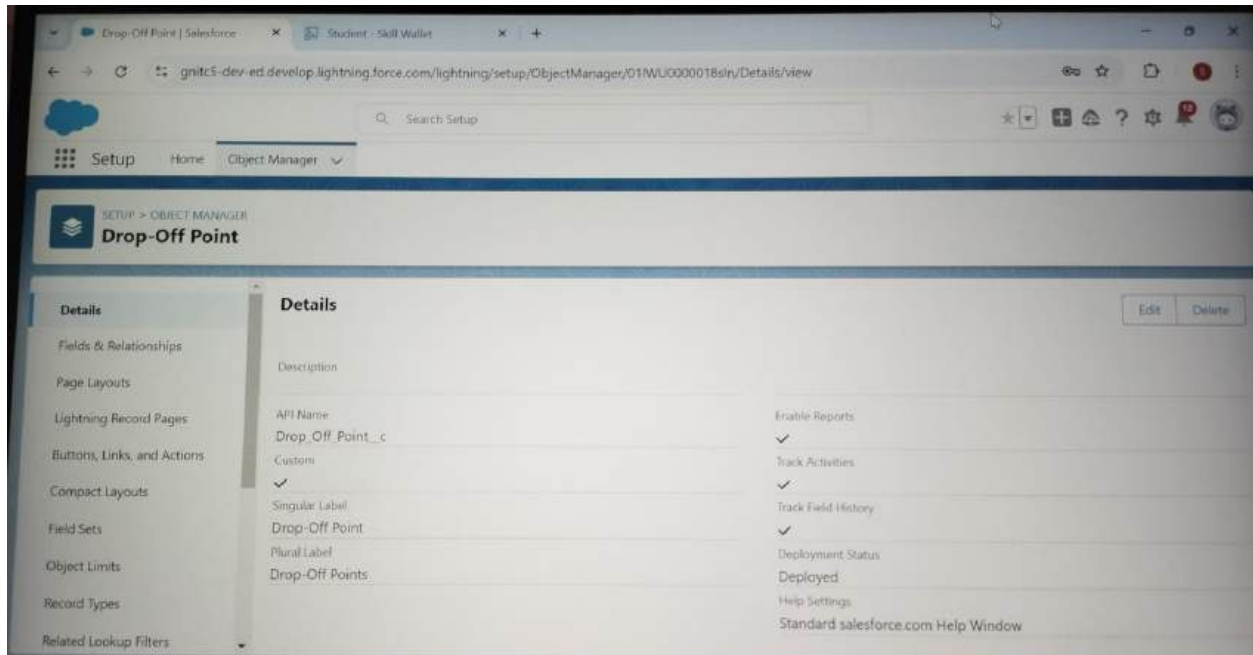 Drop-Off Point | Salesforce
Student - Skill Wallet
gnitc5-dev-ed.develop.lightning.force.com/lightning/setup/ObjectManager/01IWU0000018sln/Details/view
Search Setup
12
Setup Home Object Manager
SETUP > OBJECT MANAGER
Drop-Off Point
Details
Fields & Relationships
Page Layouts
Lightning Record Pages
Buttons, Links, and Actions
Compact Layouts
Field Sets
Object Limits
Record Types
Related Lookup Filters
Details
Edit Delete
Description
API Name
Drop_Off_Point__c
Custom
Singular Label
Drop-Off Point
Plural Label
Drop-Off Points
Enable Reports
Track Activities
Track Field History
Deployment Status
Deployed
Help Settings
Standard salesforce.com Help Window